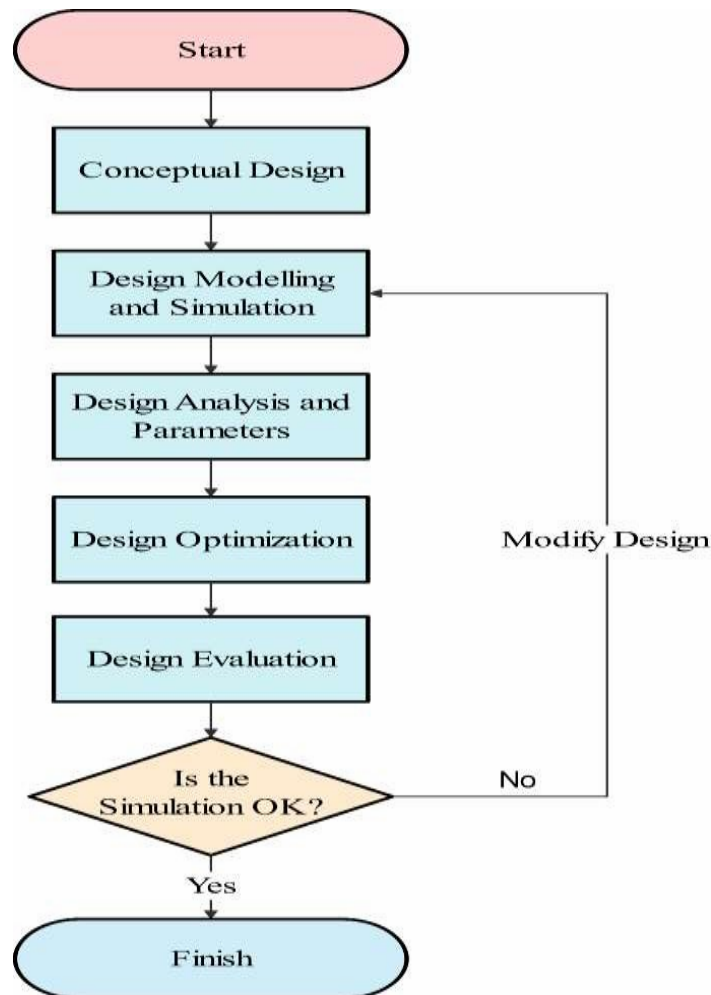 Start
Conceptual Design
Design Modelling
and Simulation
Design Analysis and
Parameters
Design Optimization
Modify Design
Design Evaluation
Is the
Simulation OK?
No
Yes
Finish